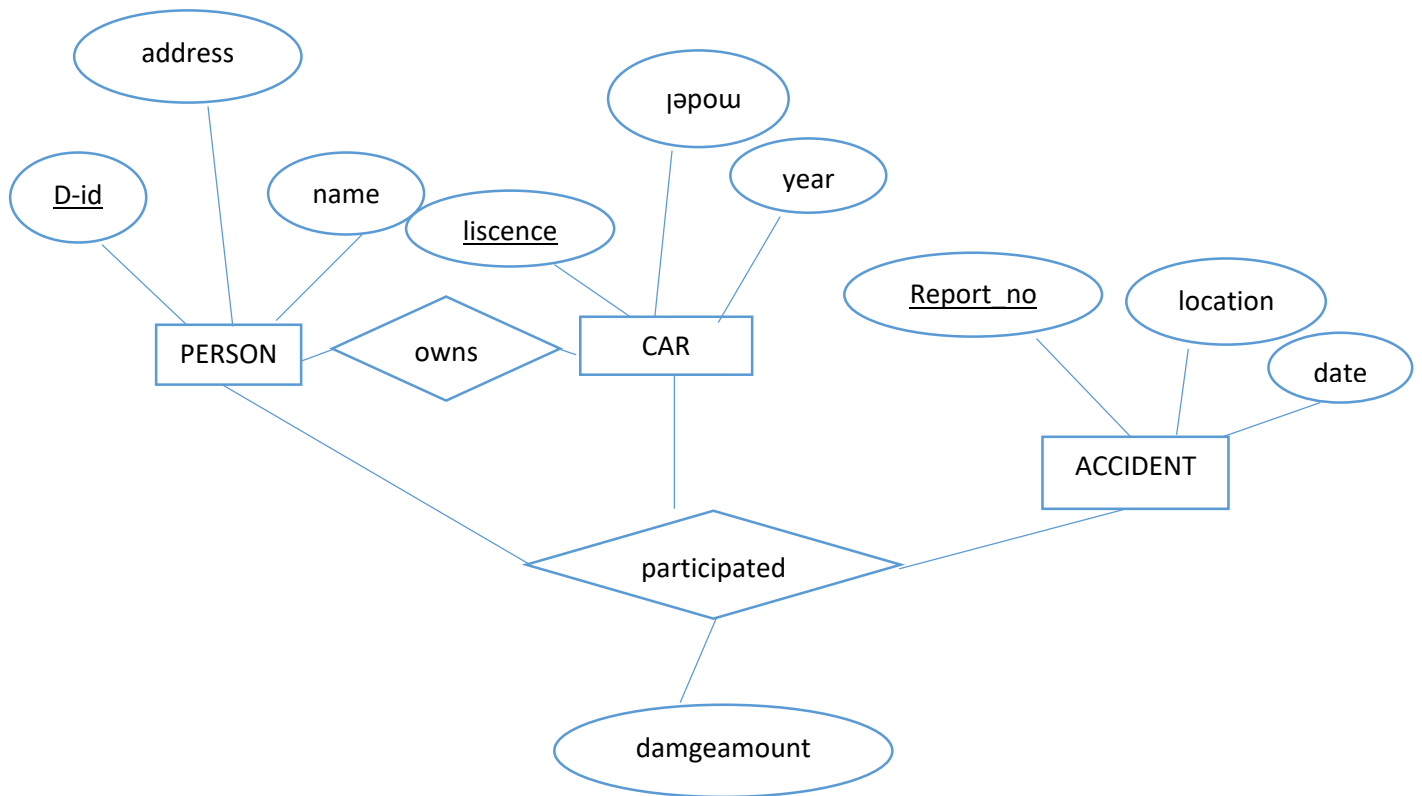 address
model
D-id
name
year
liscence
Report_no
location
PERSON
owns
CAR
date
ACCIDENT
participated
damgeamount